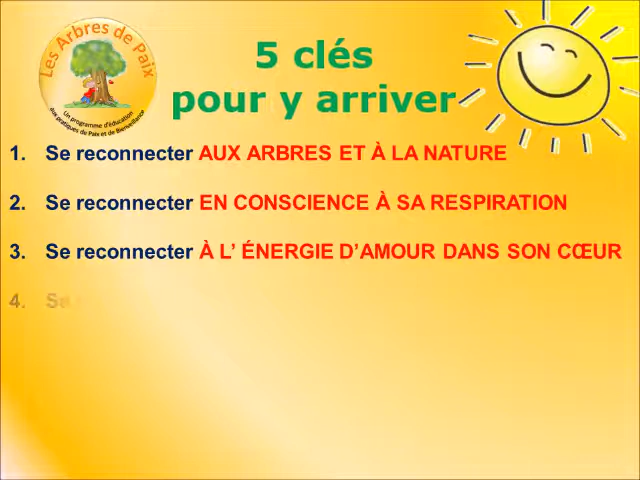 Les Arbres de Paix
Un programme d'éducation
aux pratiques de Paix et de Bienveillance
5 clés
pour y arriver
1. Se reconnecter AUX ARBRES ET À LA NATURE
2. Se reconnecter EN CONSCIENCE À SA RESPIRATION
3. Se reconnecter À L' ÉNERGIE D'AMOUR DANS SON CŒUR
4. Se